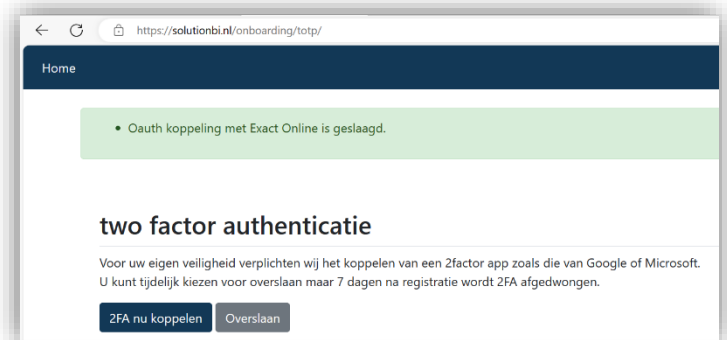 https://solutionbi.nl/onboarding/totp/
Home
Oauth koppeling met Exact Online is geslaagd.
two factor authenticatie
Voor uw eigen veiligheid verplichten wij het koppelen van een 2factor app zoals die van Google of Microsoft.
U kunt tijdelijk kiezen voor overslaan maar 7 dagen na registratie wordt 2FA afgedwongen.
2FA nu koppelen Overslaan